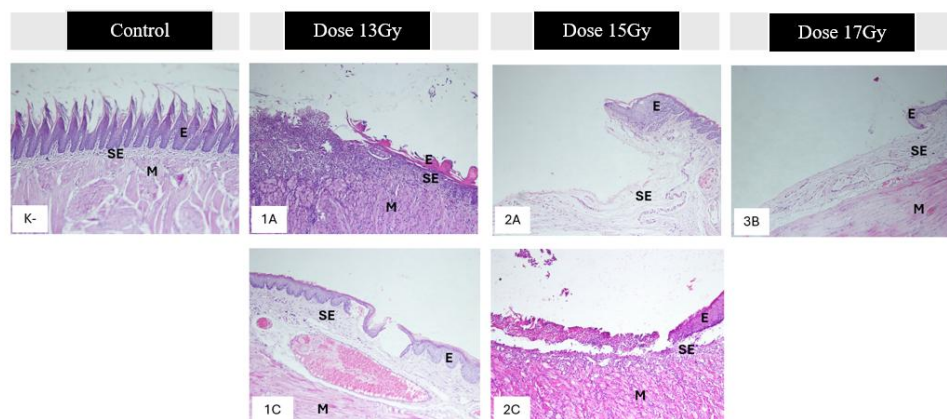 Control
Dose 13Gy
Dose 15Gy
Dose 17Gy
E
SE
M
K-
E
SE
M
1A
E
SE
2A
E
SE
M
3B
SE
E
M
1C
E
SE
M
2C